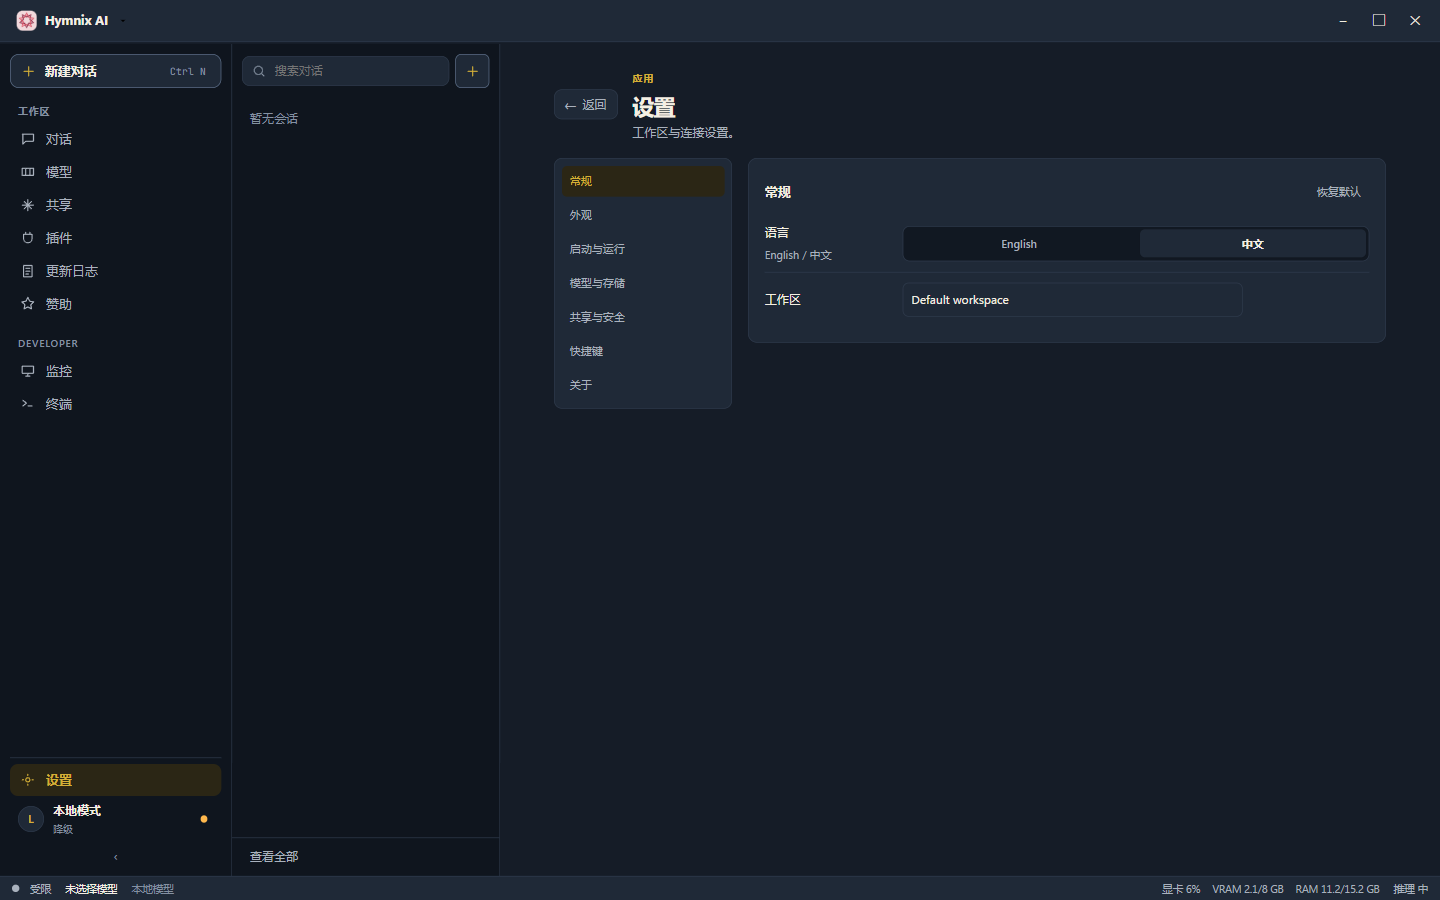 Hymnix AI
新建对话 Ctrl N
工作区
对话
模型
共享
插件
更新日志
赞助
DEVELOPER
监控
终端
设置
L
本地模式
降级
搜索对话
暂无会话
查看全部
应用
← 返回
设置
工作区与连接设置。
常规
外观
启动与运行
模型与存储
共享与安全
快捷键
关于
常规
恢复默认
语言
English / 中文
English
中文
工作区
Default workspace
受限 未选择模型 本地模型
显卡 6% VRAM 2.1/8 GB RAM 11.2/15.2 GB 推理 中